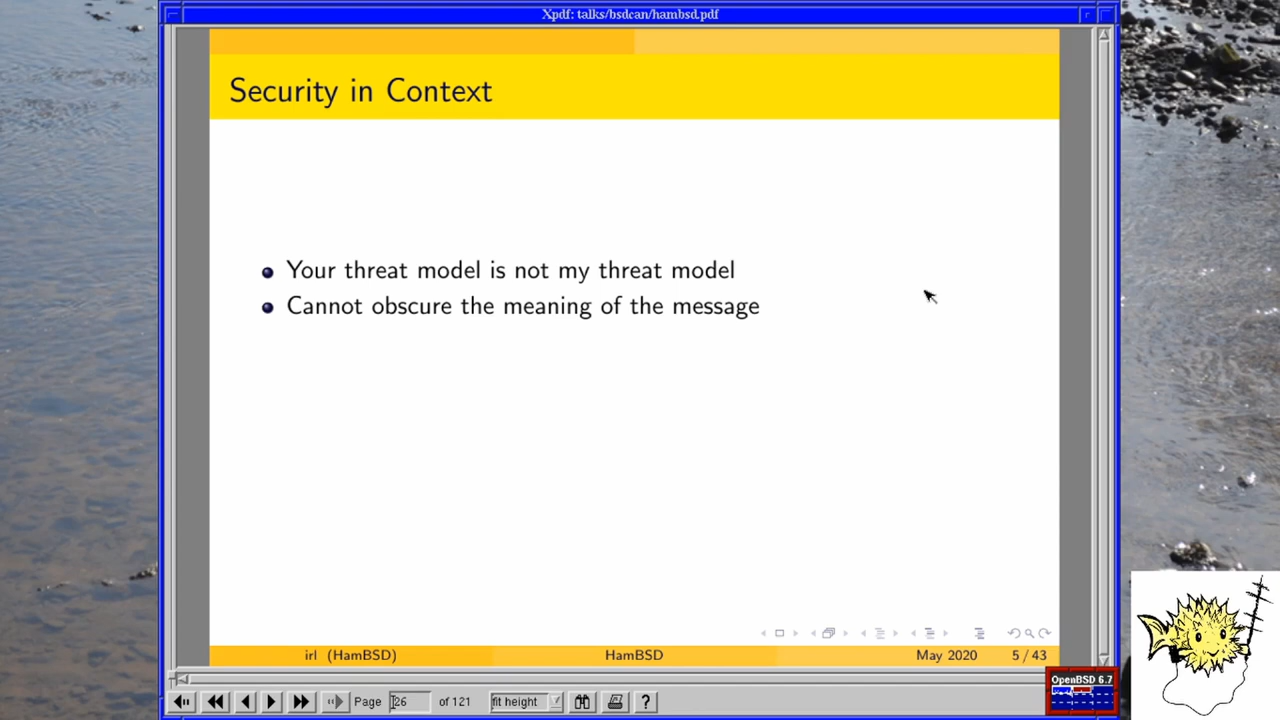 Xpdf: talks/bsdcan/hambsd.pdf
Security in Context
Your threat model is not my threat model
Cannot obscure the meaning of the message
irl (HamBSD)
HamBSD
May 2020
5 / 43
OpenBSD 6.7
Page
26
of 121
fit height
?